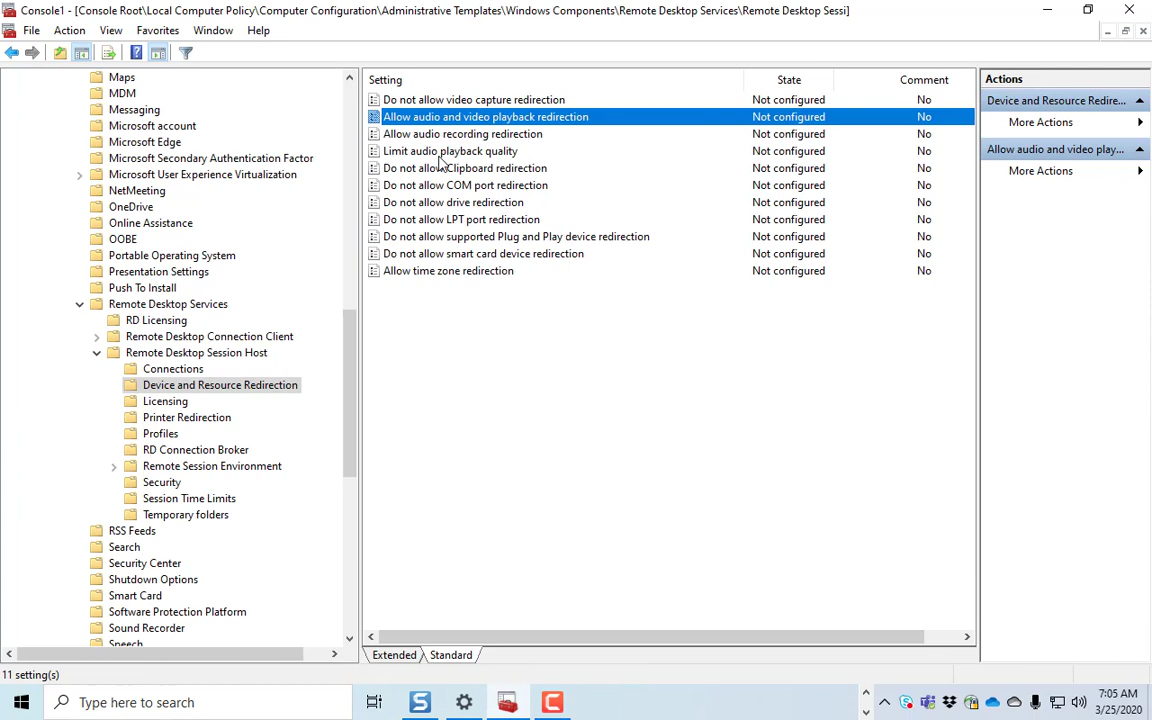 Console1 - [Console Root\Local Computer Policy\Computer Configuration\Administrative Templates\Windows Components\Remote Desktop Services\Remote Desktop Sessi]
File Action View Favorites Window Help
Maps
MDM
Messaging
Microsoft account
Microsoft Edge
Microsoft Secondary Authentication Factor
Microsoft User Experience Virtualization
NetMeeting
OneDrive
Online Assistance
OOBE
Portable Operating System
Presentation Settings
Push To Install
Remote Desktop Services
RD Licensing
Remote Desktop Connection Client
Remote Desktop Session Host
Connections
Device and Resource Redirection
Licensing
Printer Redirection
Profiles
RD Connection Broker
Remote Session Environment
Security
Session Time Limits
Temporary folders
RSS Feeds
Search
Security Center
Shutdown Options
Smart Card
Software Protection Platform
Sound Recorder
Speech
Setting State Comment
Do not allow video capture redirection Not configured No
Allow audio and video playback redirection Not configured No
Allow audio recording redirection Not configured No
Limit audio playback quality Not configured No
Do not allow Clipboard redirection Not configured No
Do not allow COM port redirection Not configured No
Do not allow drive redirection Not configured No
Do not allow LPT port redirection Not configured No
Do not allow supported Plug and Play device redirection Not configured No
Do not allow smart card device redirection Not configured No
Allow time zone redirection Not configured No
Extended Standard
Actions
Device and Resource Redire...
More Actions
Allow audio and video play...
More Actions
11 setting(s)
Type here to search
7:05 AM
3/25/2020